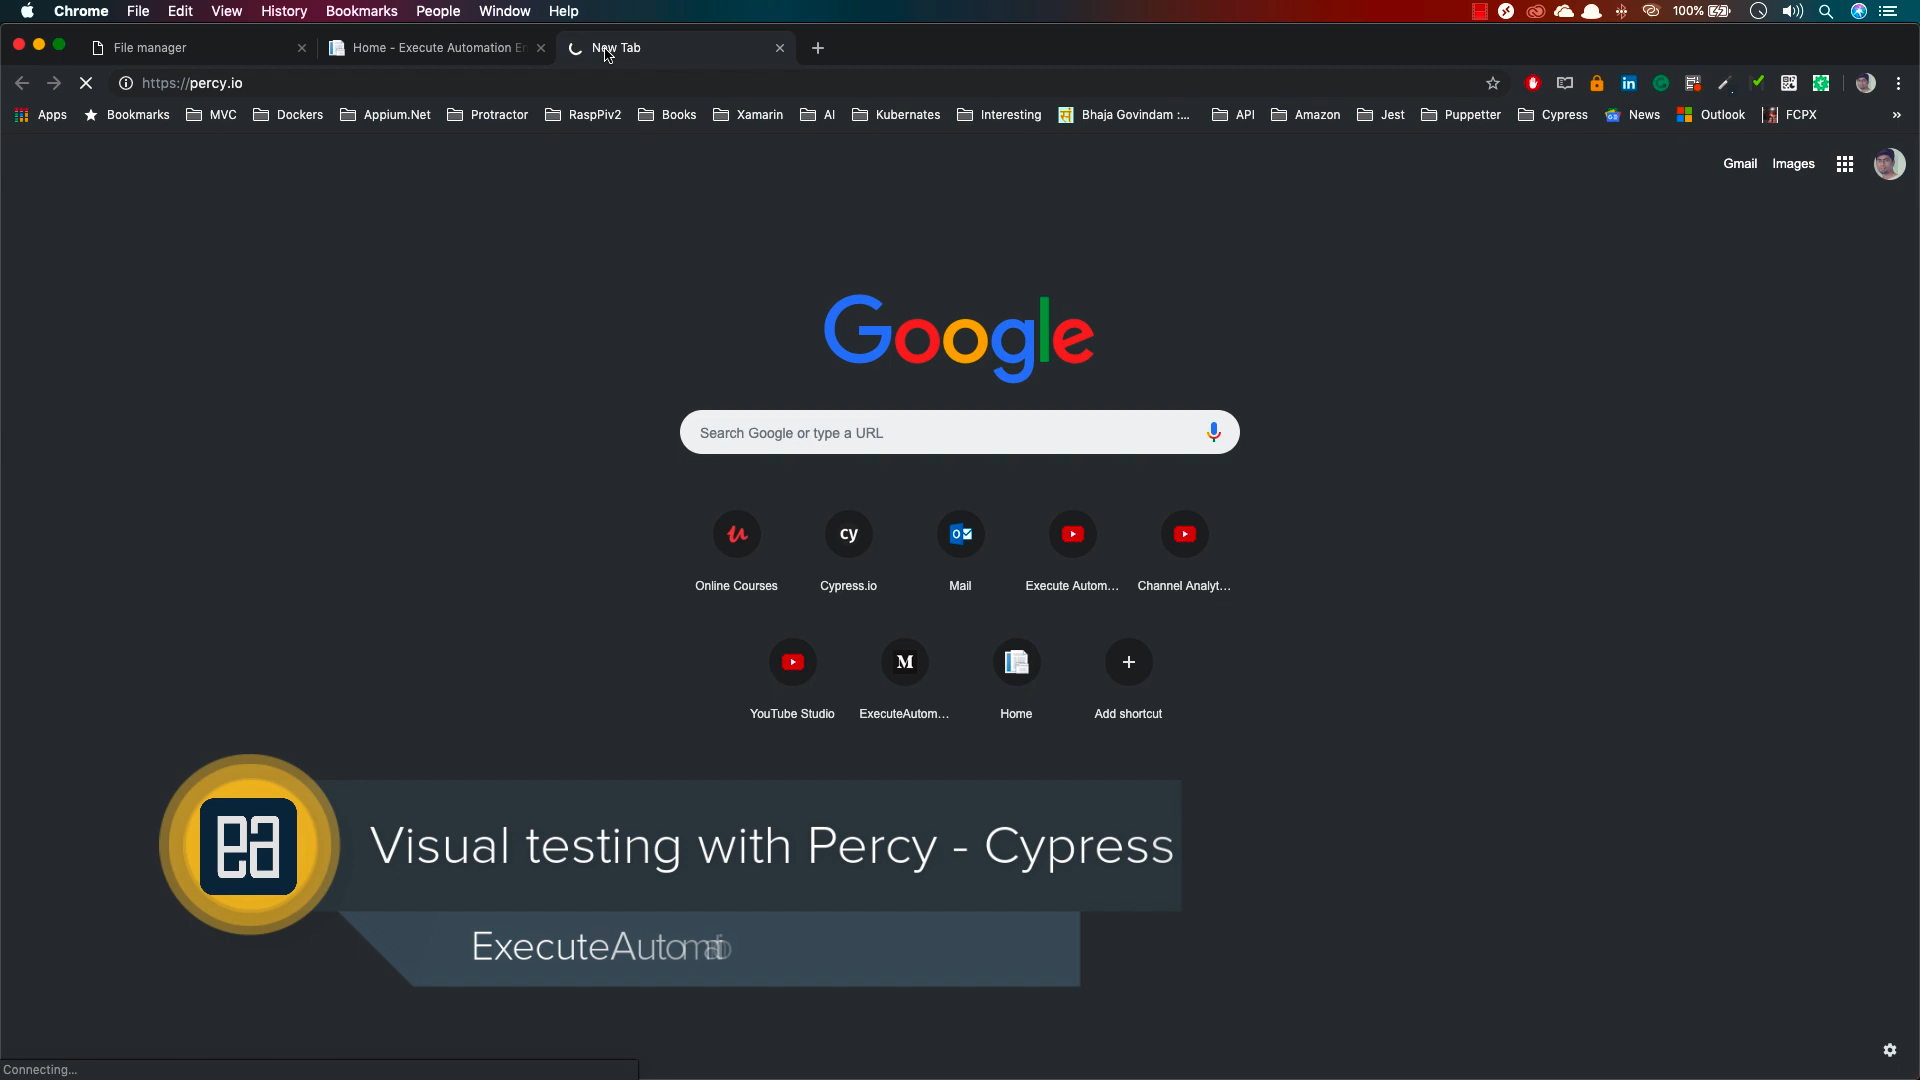 Chrome File Edit View History Bookmarks People Window Help 100%
File manager Home - Execute Automation E New Tab
https://percy.io
Apps Bookmarks MVC Dockers Appium.Net Protractor RaspPiv2 Books Xamarin AI Kubernates Interesting Bhaja Govindam :... API Amazon Jest Puppetter Cypress News Outlook FCPX »
Gmail Images
Google
Search Google or type a URL
cy
Online Courses Cypress.io Mail Execute Autom... Channel Analyt...
M
YouTube Studio ExecuteAutom... Home Add shortcut
ea
Visual testing with Percy - Cypress
ExecuteAutomati
Connecting...